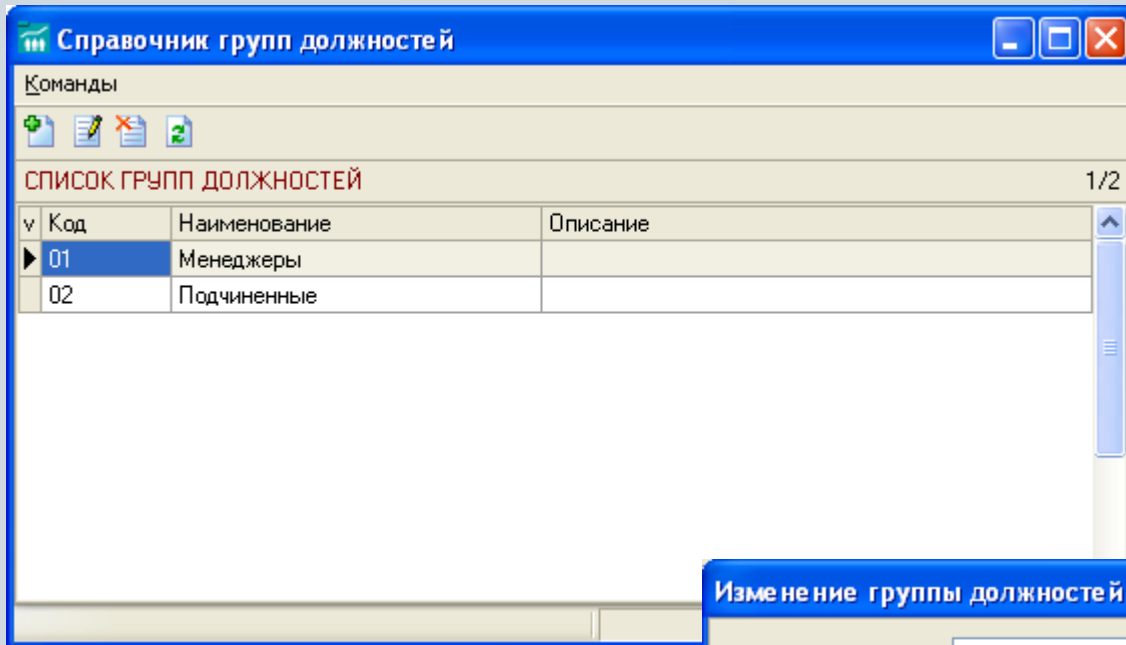 Справочник групп должностей
Команды
СПИСОК ГРУПП ДОЛЖНОСТЕЙ 1/2
v Код Наименование Описание
01 Менеджеры
02 Подчиненные
Изменение группы должностей